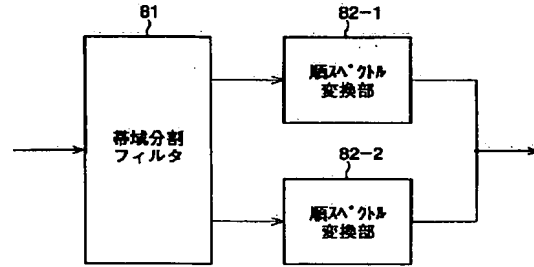 81
82-1
順スペクトル
変換部
帯域分割
フィルタ
82-2
順スペクトル
変換部